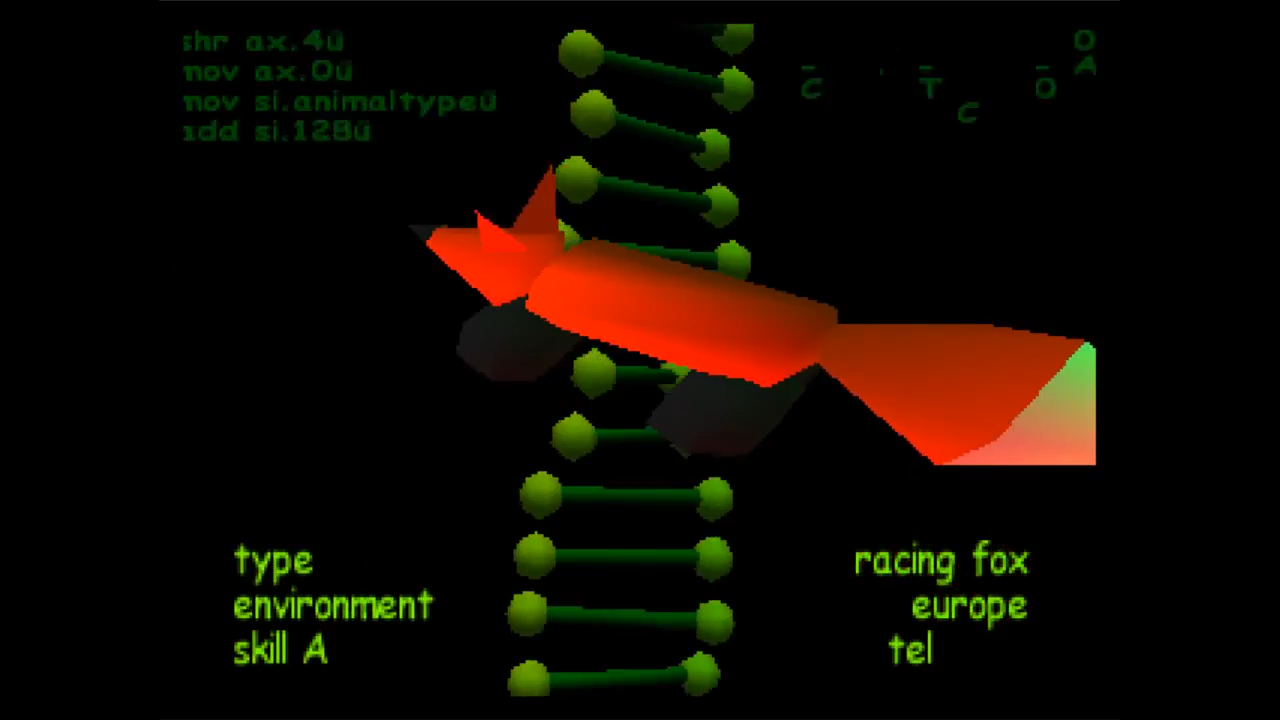 shr ax.4ü
mov ax.0ü
mov si.animaltypeü
add si.128ü
O
A
C T O
C
type racing fox
environment europe
skill A tel